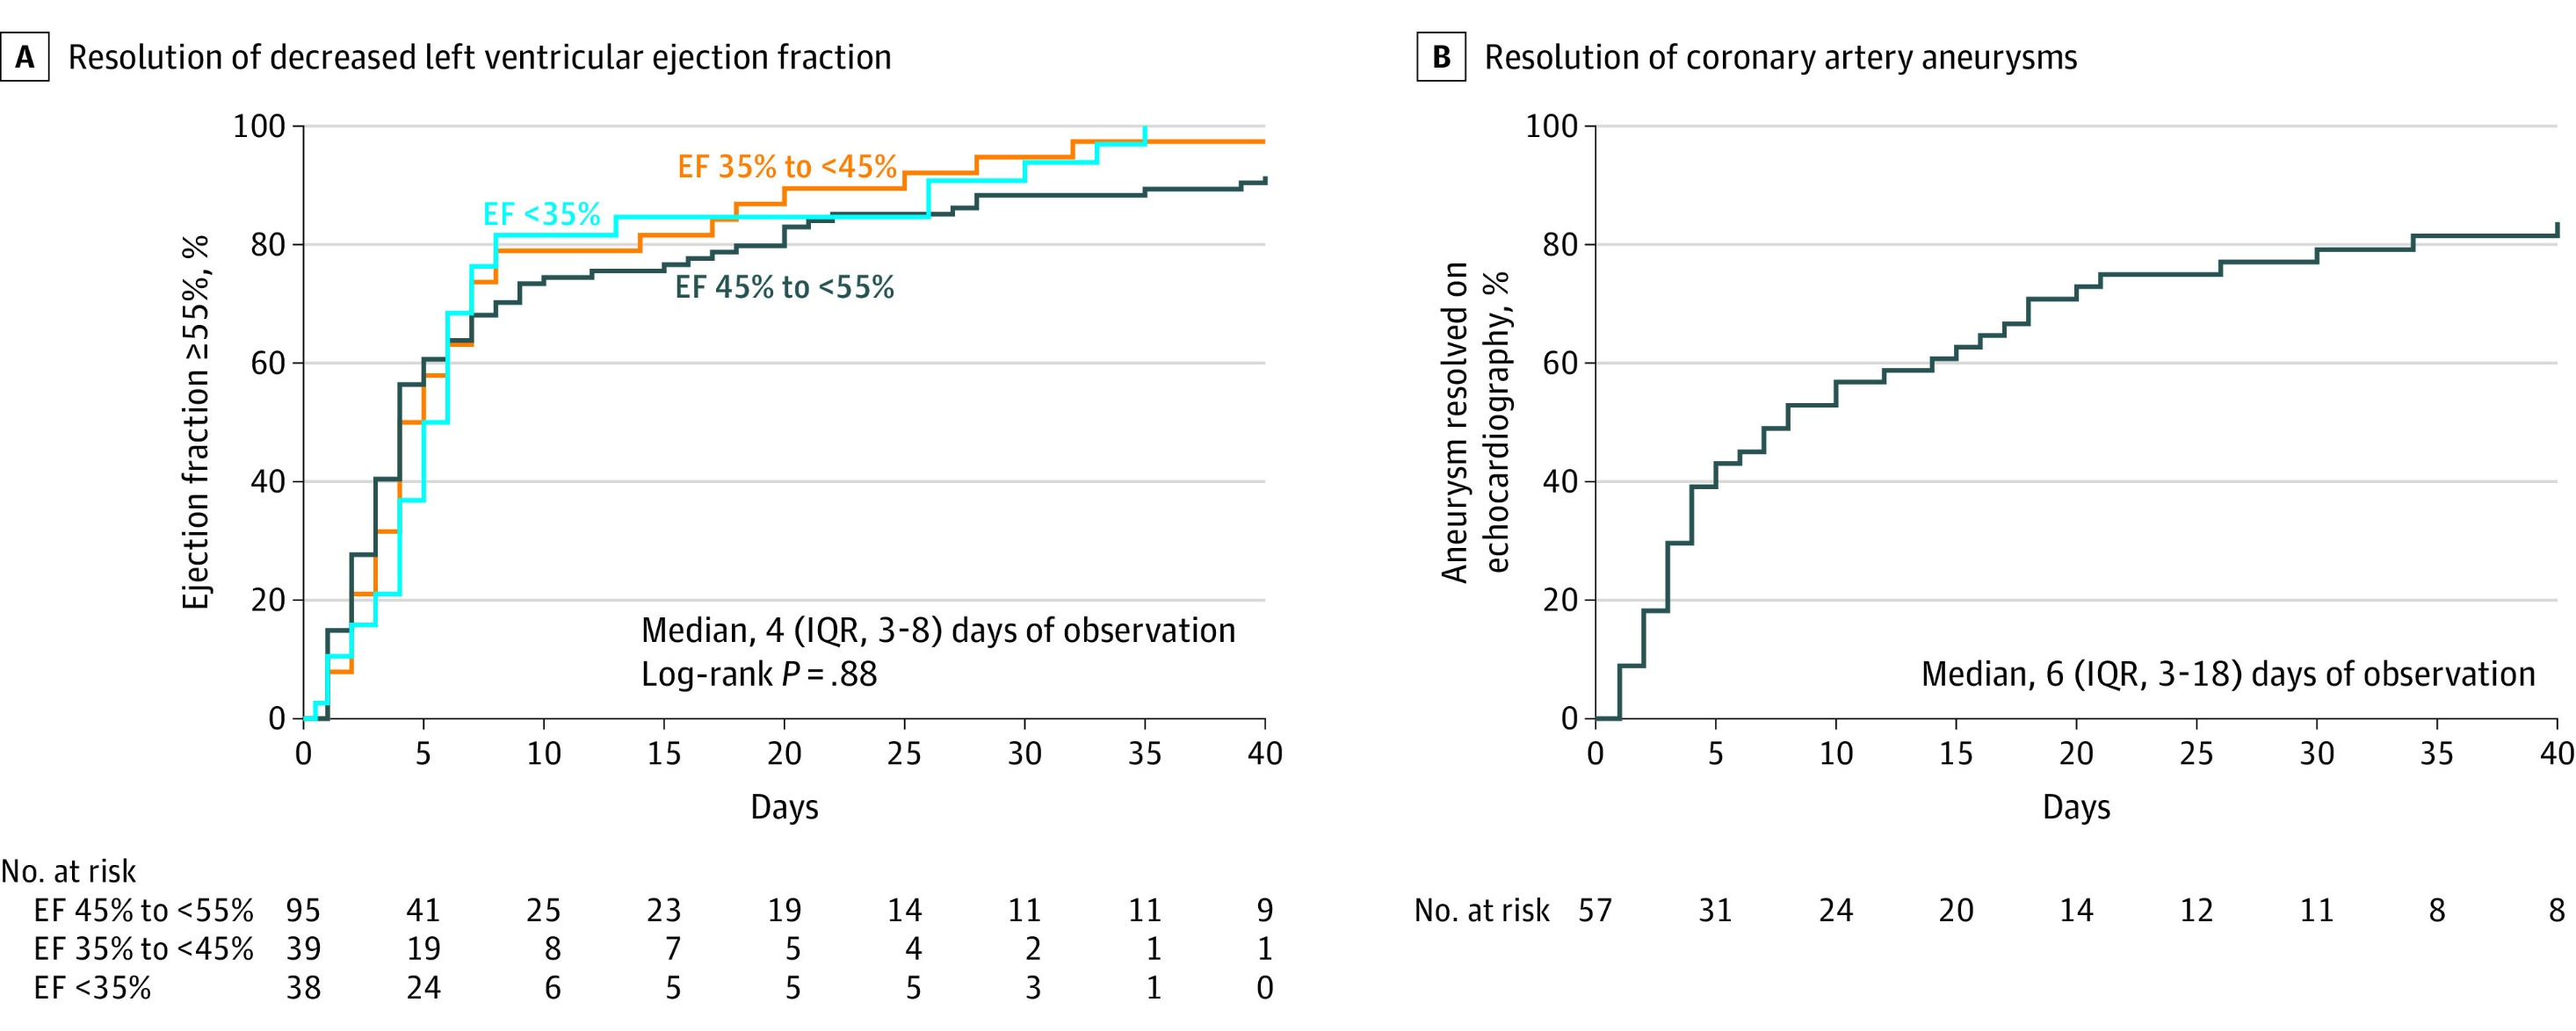 A Resolution of decreased left ventricular ejection fraction
Ejection fraction ≥55%, %
100
80
60
40
20
0
EF 35% to <45%
EF <35%
EF 45% to <55%
Median, 4 (IQR, 3-8) days of observation
Log-rank P = .88
0 5 10 15 20 25 30 35 40
Days
No. at risk
EF 45% to <55% 95 41 25 23 19 14 11 11 9
EF 35% to <45% 39 19 8 7 5 4 2 1 1
EF <35% 38 24 6 5 5 5 3 1 0
B Resolution of coronary artery aneurysms
Aneurysm resolved on
echocardiography, %
100
80
60
40
20
0
Median, 6 (IQR, 3-18) days of observation
0 5 10 15 20 25 30 35 40
Days
No. at risk 57 31 24 20 14 12 11 8 8